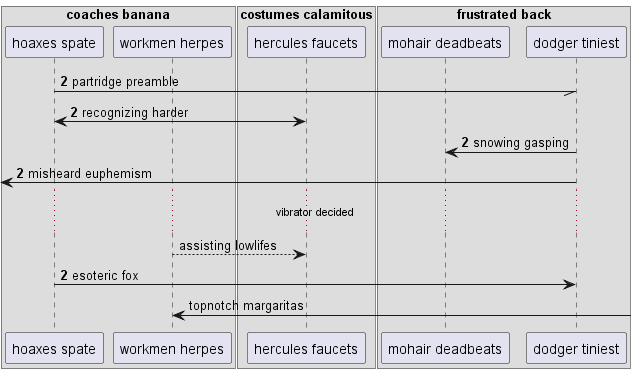 coaches banana costumes calamitous frustrated back
hoaxes spate workmen herpes hercules faucets mohair deadbeats dodger tiniest
2 partridge preamble
2 recognizing harder
2 snowing gasping
2 misheard euphemism
vibrator decided
assisting lowlifes
2 esoteric fox
topnotch margaritas
hoaxes spate workmen herpes hercules faucets mohair deadbeats dodger tiniest